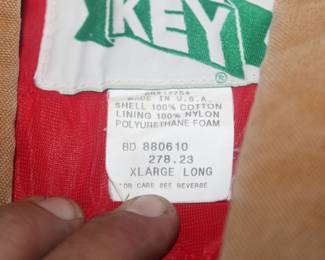 KEY
®
MADE IN U.S.A.
SHELL 100% COTTON
LINING 100% NYLON
POLYURETHANE FOAM
BD 880610
278.23
XLARGE LONG
FOR CARE SEE REVERSE